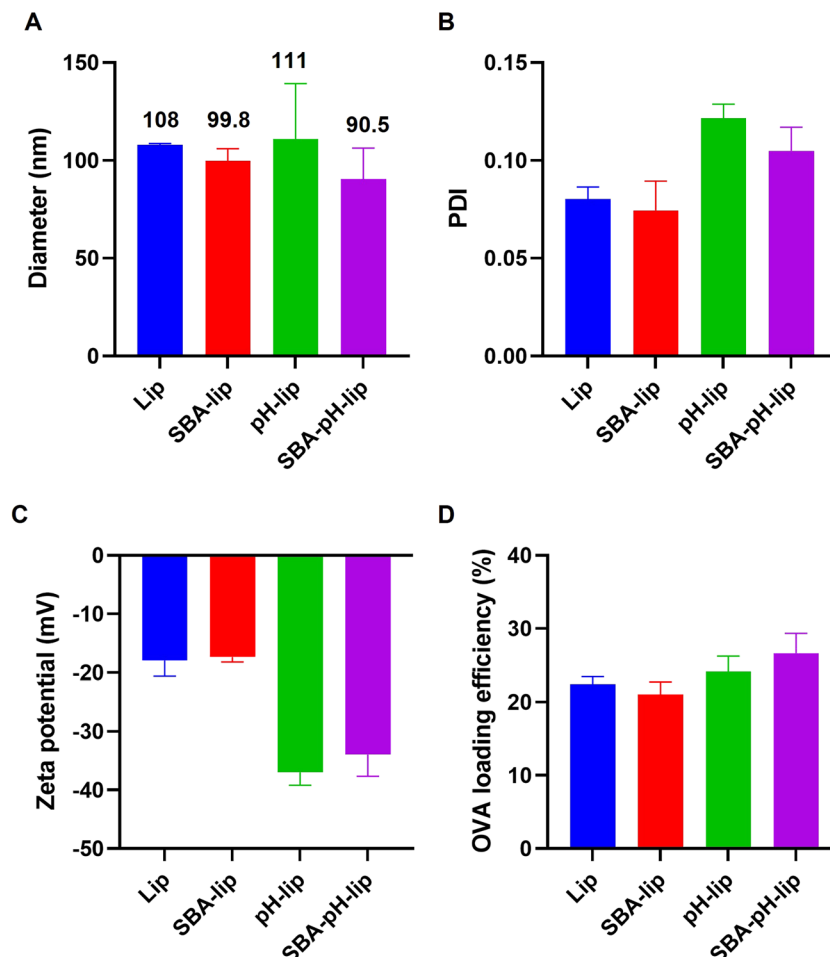 A
Diameter (nm)
150
100
50
0
108
99.8
111
90.5
Lip
SBA-lip
pH-lip
SBA-pH-lip
B
PDI
0.15
0.10
0.05
0.00
Lip
SBA-lip
pH-lip
SBA-pH-lip
C
Zeta potential (mV)
0
-10
-20
-30
-40
-50
Lip
SBA-lip
pH-lip
SBA-pH-lip
D
OVA loading efficiency (%)
40
30
20
10
0
Lip
SBA-lip
pH-lip
SBA-pH-lip